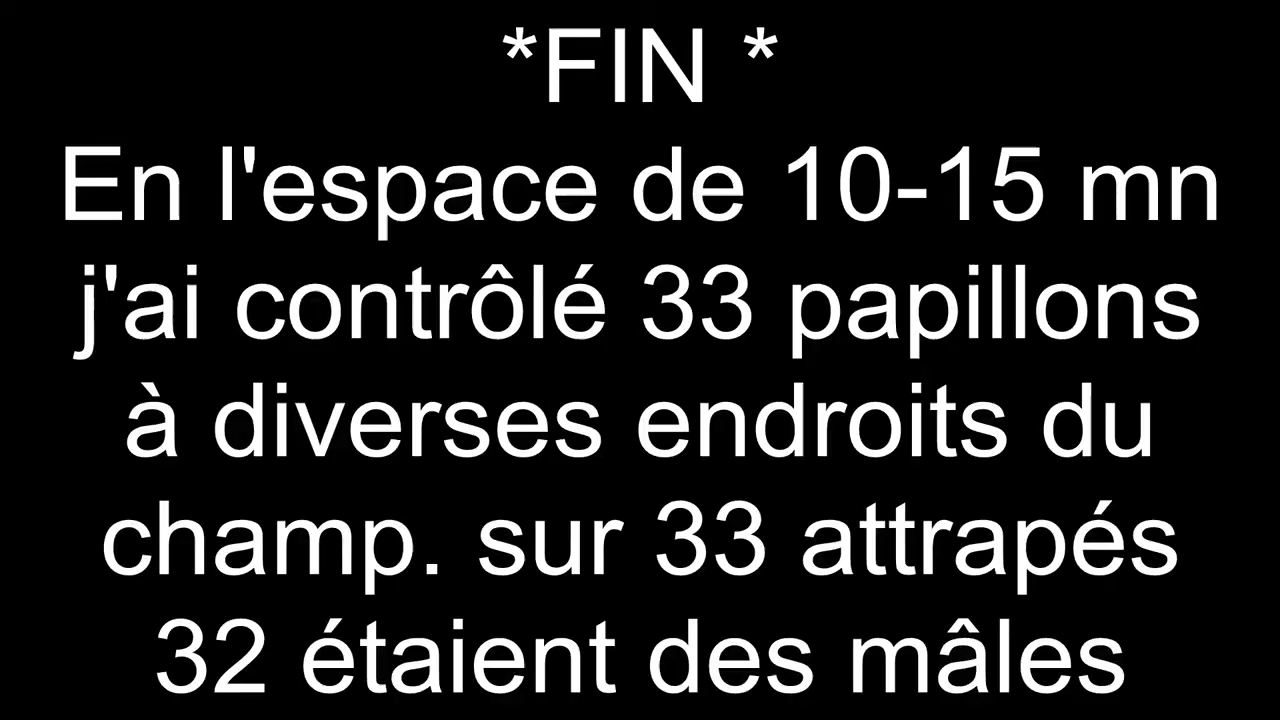 *FIN *
En l'espace de 10-15 mn
j'ai contrôlé 33 papillons
à diverses endroits du
champ. sur 33 attrapés
32 étaient des mâles